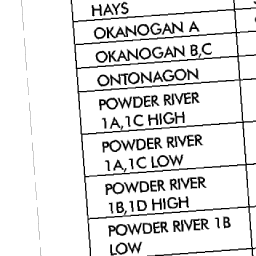 HAYS
OKANOGAN A
OKANOGAN B,C
ONTONAGON
POWDER RIVER
1A,1C HIGH
POWDER RIVER
1A,1C LOW
POWDER RIVER
1B,1D HIGH
POWDER RIVER 1B
LOW